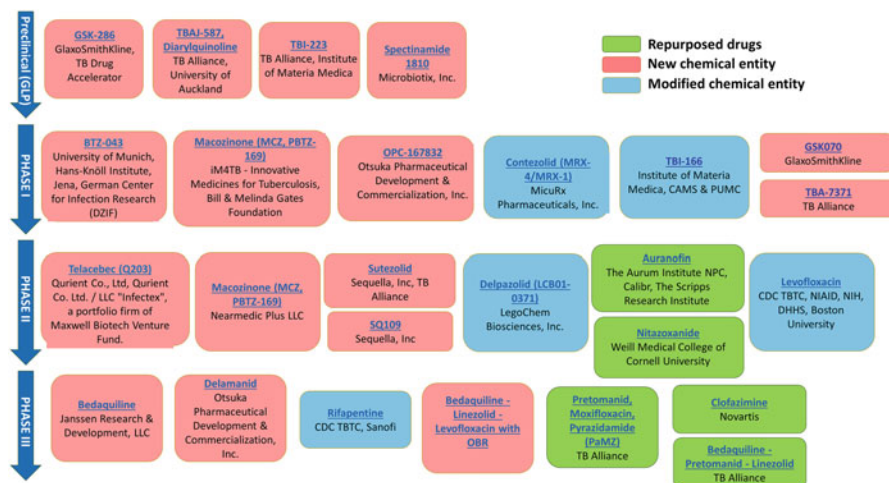 Preclinical (GLP)
GSK-286
GlaxoSmithKline,
TB Drug
Accelerator
TBAJ-587,
Diarylquinoline
TB Alliance,
University of
Auckland
TBI-223
TB Alliance, Institute
of Materia Medica
Spectinamide
1810
Microbiotix, Inc.
Repurposed drugs
New chemical entity
Modified chemical entity
PHASE I
BTZ-043
University of Munich,
Hans-Knöll Institute,
Jena, German Center
for Infection Research
(DZIF)
Macozinone (MCZ, PBTZ-
169)
iM4TB - Innovative
Medicines for Tuberculosis,
Bill & Melinda Gates
Foundation
OPC-167832
Otsuka Pharmaceutical
Development &
Commercialization, Inc.
Contezolid (MRX-
4/MRX-1)
MicuRx
Pharmaceuticals, Inc.
TBI-166
Institute of Materia
Medica, CAMS & PUMC
GSK070
GlaxoSmithKline
TBA-7371
TB Alliance
PHASE II
Telacebec (Q203)
Qurient Co., Ltd, Qurient
Co. Ltd. / LLC "Infectex",
a portfolio firm of
Maxwell Biotech Venture
Fund.
Macozinone (MCZ,
PBTZ-169)
Nearmedic Plus LLC
Sutezolid
Sequella, Inc, TB
Alliance
SQ109
Sequella, Inc
Delpazolid (LCB01-
0371)
LegoChem
Biosciences, Inc.
Auranofin
The Aurum Institute NPC,
Calibr, The Scripps
Research Institute
Nitazoxanide
Weill Medical College of
Cornell University
Levofloxacin
CDC TBTC, NIAID, NIH,
DHHS, Boston
University
PHASE III
Bedaquiline
Janssen Research &
Development, LLC
Delamanid
Otsuka
Pharmaceutical
Development &
Commercialization,
Inc.
Rifapentine
CDC TBTC, Sanofi
Bedaquiline -
Linezolid -
Levofloxacin with
OBR
Pretomanid,
Moxifloxacin,
Pyrazidamide
(PaMZ)
TB Alliance
Clofazimine
Novartis
Bedaquiline -
Pretomanid - Linezolid
TB Alliance